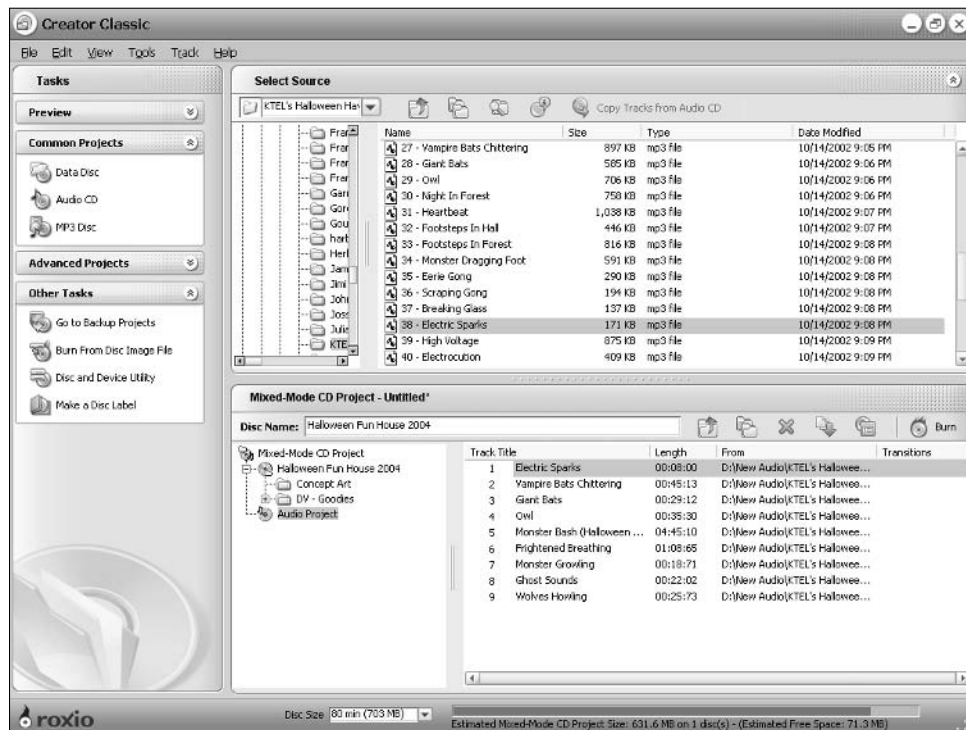 Creator Classic
File Edit View Tools Track Help
Tasks
Preview
Common Projects
Data Disc
Audio CD
MP3 Disc
Advanced Projects
Other Tasks
Go to Backup Projects
Burn From Disc Image File
Disc and Device Utility
Make a Disc Label
Select Source
KTEL's Halloween Hav
Copy Tracks from Audio CD
Fran
Frar
Frar
Frar
Garr
Gor
Gou
hart
Herl
Jam
Jimi
John
Joss
Julie
KTE
Name Size Type Date Modified
27 - Vampire Bats Chittering 897 KB mp3 file 10/14/2002 9:05 PM
28 - Giant Bats 585 KB mp3 file 10/14/2002 9:06 PM
29 - Owl 706 KB mp3 file 10/14/2002 9:06 PM
30 - Night In Forest 758 KB mp3 file 10/14/2002 9:06 PM
31 - Heartbeat 1,038 KB mp3 file 10/14/2002 9:07 PM
32 - Footsteps In Hall 446 KB mp3 file 10/14/2002 9:07 PM
33 - Footsteps In Forest 816 KB mp3 file 10/14/2002 9:08 PM
34 - Monster Dragging Foot 591 KB mp3 file 10/14/2002 9:08 PM
35 - Eerie Gong 290 KB mp3 file 10/14/2002 9:08 PM
36 - Scraping Gong 194 KB mp3 file 10/14/2002 9:08 PM
37 - Breaking Glass 137 KB mp3 file 10/14/2002 9:08 PM
38 - Electric Sparks 171 KB mp3 file 10/14/2002 9:08 PM
39 - High Voltage 875 KB mp3 file 10/14/2002 9:09 PM
40 - Electrocution 409 KB mp3 file 10/14/2002 9:09 PM
Mixed-Mode CD Project - Untitled*
Disc Name: Halloween Fun House 2004
Burn
Mixed-Mode CD Project
Halloween Fun House 2004
Concept Art
DV - Goodies
Audio Project
Track Title Length From Transitions
1 Electric Sparks 00:08:00 D:\New Audio\KTEL's Hallowee...
2 Vampire Bats Chittering 00:45:13 D:\New Audio\KTEL's Hallowee...
3 Giant Bats 00:29:12 D:\New Audio\KTEL's Hallowee...
4 Owl 00:35:30 D:\New Audio\KTEL's Hallowee...
5 Monster Bash (Halloween ... 04:45:10 D:\New Audio\KTEL's Hallowee...
6 Frightened Breathing 01:08:65 D:\New Audio\KTEL's Hallowee...
7 Monster Growling 00:18:71 D:\New Audio\KTEL's Hallowee...
8 Ghost Sounds 00:22:02 D:\New Audio\KTEL's Hallowee...
9 Wolves Howling 00:25:73 D:\New Audio\KTEL's Hallowee...
roxio
Disc Size 80 min (703 MB)
Estimated Mixed-Mode CD Project Size: 631.6 MB on 1 disc(s) - (Estimated Free Space: 71.3 MB)